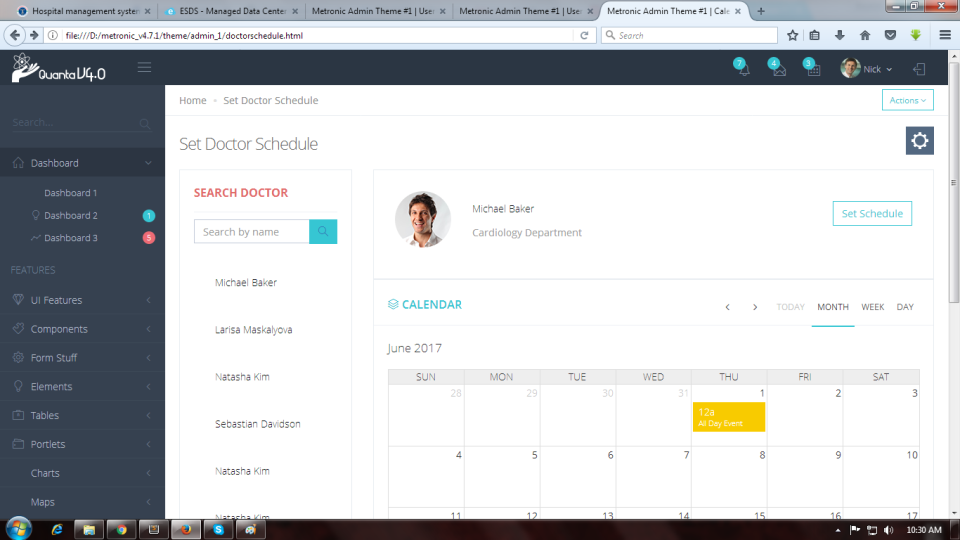 Hospital management system
ESDS - Managed Data Center
Metronic Admin Theme #1 | User
Metronic Admin Theme #1 | User
Metronic Admin Theme #1 | Cale
file:///D:/metronic_v4.7.1/theme/admin_1/doctorschedule.html
Search
Quanta V4.0
7
4
3
Nick
Home
Set Doctor Schedule
Actions
Search...
Set Doctor Schedule
Dashboard
Dashboard 1
Dashboard 2
1
Dashboard 3
5
FEATURES
UI Features
Components
Form Stuff
Elements
Tables
Portlets
Charts
Maps
SEARCH DOCTOR
Search by name
Michael Baker
Larisa Maskalyova
Natasha Kim
Sebastian Davidson
Natasha Kim
Natasha Kim
Michael Baker
Cardiology Department
Set Schedule
CALENDAR
TODAY
MONTH
WEEK
DAY
June 2017
SUN MON TUE WED THU FRI SAT
28 29 30 31 1 2 3
12a
All Day Event
4 5 6 7 8 9 10
11 12 13 14 15 16 17
10:30 AM